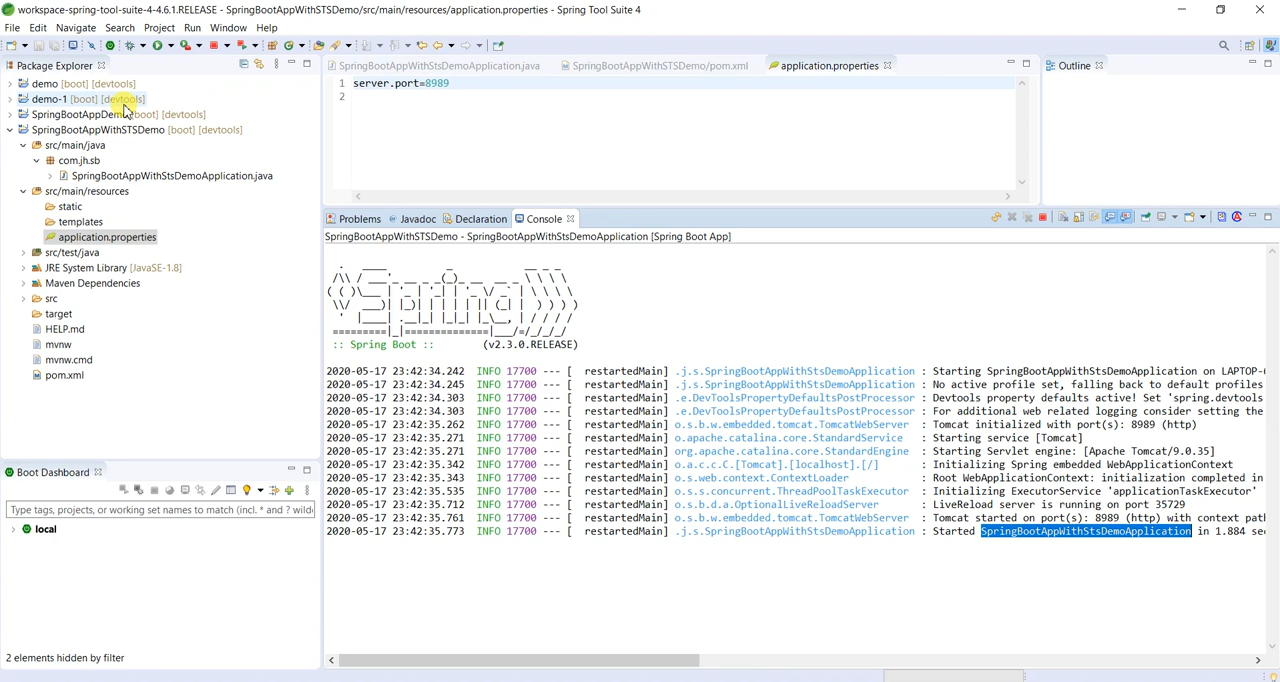 workspace-spring-tool-suite-4-4.6.1.RELEASE - SpringBootAppWithSTSDemo/src/main/resources/application.properties - Spring Tool Suite 4
File Edit Navigate Search Project Run Window Help
Package Explorer
demo [boot] [devtools]
demo-1 [boot] [devtools]
[boot] [devtools]
SpringBootAppWithSTSDemo [boot] [devtools]
src/main/java
com.jh.sb
SpringBootAppWithStsDemoApplication.java
src/main/resources
static
templates
application.properties
src/test/java
JRE System Library [JavaSE-1.8]
Maven Dependencies
src
target
HELP.md
mvnw
mvnw.cmd
pom.xml
Boot Dashboard
Type tags, projects, or working set names to match (incl. * and ? wild
local
2 elements hidden by filter
SpringBootAppWithStsDemoApplication.java SpringBootAppWithSTSDemo/pom.xml application.properties
1 server.port=8989
2
Outline
Problems Javadoc Declaration Console
SpringBootAppWithSTSDemo - SpringBootAppWithStsDemoApplication [Spring Boot App]
Spring
:: Spring Boot :: (v2.3.0.RELEASE)
2020-05-17 23:42:34.242 INFO 17700 --- [ restartedMain] .j.s.SpringBootAppWithStsDemoApplication : Starting SpringBootAppWithStsDemoApplication on LAPTOP-
2020-05-17 23:42:34.245 INFO 17700 --- [ restartedMain] .j.s.SpringBootAppWithStsDemoApplication : No active profile set, falling back to default profiles
2020-05-17 23:42:34.303 INFO 17700 --- [ restartedMain] .e.DevToolsPropertyDefaultsPostProcessor : Devtools property defaults active! Set 'spring.devtools
2020-05-17 23:42:34.303 INFO 17700 --- [ restartedMain] .e.DevToolsPropertyDefaultsPostProcessor : For additional web related logging consider setting the
2020-05-17 23:42:35.262 INFO 17700 --- [ restartedMain] o.s.b.w.embedded.tomcat.TomcatWebServer : Tomcat initialized with port(s): 8989 (http)
2020-05-17 23:42:35.271 INFO 17700 --- [ restartedMain] o.apache.catalina.core.StandardService : Starting service [Tomcat]
2020-05-17 23:42:35.271 INFO 17700 --- [ restartedMain] org.apache.catalina.core.StandardEngine : Starting Servlet engine: [Apache Tomcat/9.0.35]
2020-05-17 23:42:35.342 INFO 17700 --- [ restartedMain] o.a.c.c.C.[Tomcat].[localhost].[/] : Initializing Spring embedded WebApplicationContext
2020-05-17 23:42:35.343 INFO 17700 --- [ restartedMain] o.s.web.context.ContextLoader : Root WebApplicationContext: initialization completed in
2020-05-17 23:42:35.535 INFO 17700 --- [ restartedMain] o.s.s.concurrent.ThreadPoolTaskExecutor : Initializing ExecutorService 'applicationTaskExecutor'
2020-05-17 23:42:35.712 INFO 17700 --- [ restartedMain] o.s.b.d.a.OptionalLiveReloadServer : LiveReload server is running on port 35729
2020-05-17 23:42:35.761 INFO 17700 --- [ restartedMain] o.s.b.w.embedded.tomcat.TomcatWebServer : Tomcat started on port(s): 8989 (http) with context pat
2020-05-17 23:42:35.773 INFO 17700 --- [ restartedMain] .j.s.SpringBootAppWithStsDemoApplication : Started SpringBootAppWithStsDemoApplication in 1.884 se